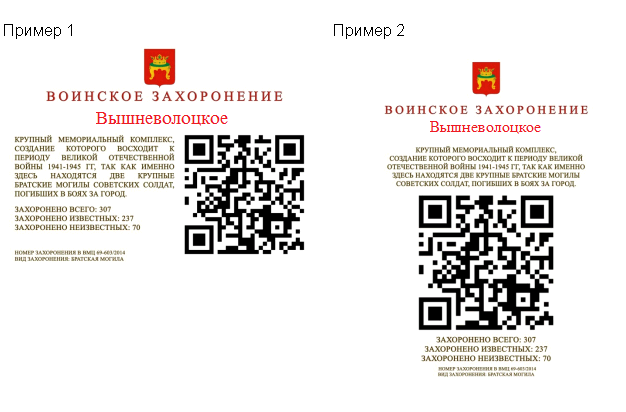 Пример 1
ВОИНСКОЕ ЗАХОРОНЕНИЕ
Вышневолоцкое
КРУПНЫЙ МЕМОРИАЛЬНЫЙ КОМПЛЕКС,
СОЗДАНИЕ КОТОРОГО ВОСХОДИТ К
ПЕРИОДУ ВЕЛИКОЙ ОТЕЧЕСТВЕННОЙ
ВОЙНЫ 1941-1945 ГГ, ТАК КАК ИМЕННО
ЗДЕСЬ НАХОДЯТСЯ ДВЕ КРУПНЫЕ
БРАТСКИЕ МОГИЛЫ СОВЕТСКИХ СОЛДАТ,
ПОГИБШИХ В БОЯХ ЗА ГОРОД.
ЗАХОРОНЕНО ВСЕГО: 307
ЗАХОРОНЕНО ИЗВЕСТНЫХ: 237
ЗАХОРОНЕНО НЕИЗВЕСТНЫХ: 70
НОМЕР ЗАХОРОНЕНИЯ В ВМЦ 69-603/2014
ВИД ЗАХОРОНЕНИЯ: БРАТСКАЯ МОГИЛА
Пример 2
ВОИНСКОЕ ЗАХОРОНЕНИЕ
Вышневолоцкое
КРУПНЫЙ МЕМОРИАЛЬНЫЙ КОМПЛЕКС,
СОЗДАНИЕ КОТОРОГО ВОСХОДИТ К ПЕРИОДУ ВЕЛИКОЙ
ОТЕЧЕСТВЕННОЙ ВОЙНЫ 1941-1945 ГГ, ТАК КАК ИМЕННО
ЗДЕСЬ НАХОДЯТСЯ ДВЕ КРУПНЫЕ БРАТСКИЕ МОГИЛЫ
СОВЕТСКИХ СОЛДАТ, ПОГИБШИХ В БОЯХ ЗА ГОРОД.
ЗАХОРОНЕНО ВСЕГО: 307
ЗАХОРОНЕНО ИЗВЕСТНЫХ: 237
ЗАХОРОНЕНО НЕИЗВЕСТНЫХ: 70
НОМЕР ЗАХОРОНЕНИЯ В ВМЦ 69-603/2014
ВИД ЗАХОРОНЕНИЯ: БРАТСКАЯ МОГИЛА